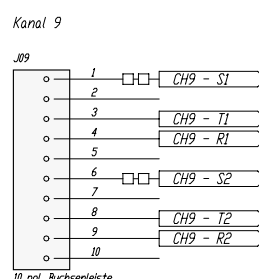 Kanal 9
J09
1 CH9 - S1
2
3 CH9 - T1
4 CH9 - R1
5
6 CH9 - S2
7
8 CH9 - T2
9 CH9 - R2
10
10 pol. Buchsenleiste